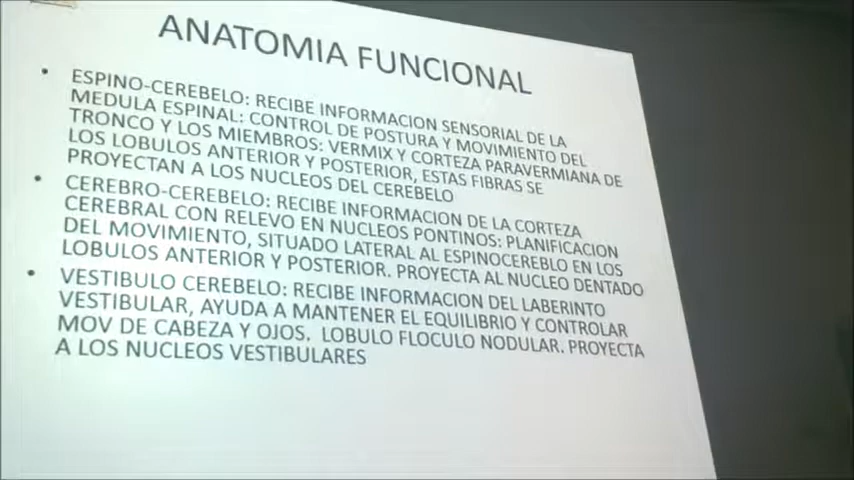 ANATOMIA FUNCIONAL
• ESPINO-CEREBELO: RECIBE INFORMACION SENSORIAL DE LA
MEDULA ESPINAL: CONTROL DE POSTURA Y MOVIMIENTO DEL
TRONCO Y LOS MIEMBROS: VERMIX Y CORTEZA PARAVERMIANA DE
LOS LOBULOS ANTERIOR Y POSTERIOR, ESTAS FIBRAS SE
PROYECTAN A LOS NUCLEOS DEL CEREBELO
• CEREBRO-CEREBELO: RECIBE INFORMACION DE LA CORTEZA
CEREBRAL CON RELEVO EN NUCLEOS PONTINOS: PLANIFICACION
DEL MOVIMIENTO, SITUADO LATERAL AL ESPINOCEREBLO EN LOS
LOBULOS ANTERIOR Y POSTERIOR. PROYECTA AL NUCLEO DENTADO
• VESTIBULO CEREBELO: RECIBE INFORMACION DEL LABERINTO
VESTIBULAR, AYUDA A MANTENER EL EQUILIBRIO Y CONTROLAR
MOV DE CABEZA Y OJOS. LOBULO FLOCULO NODULAR. PROYECTA
A LOS NUCLEOS VESTIBULARES